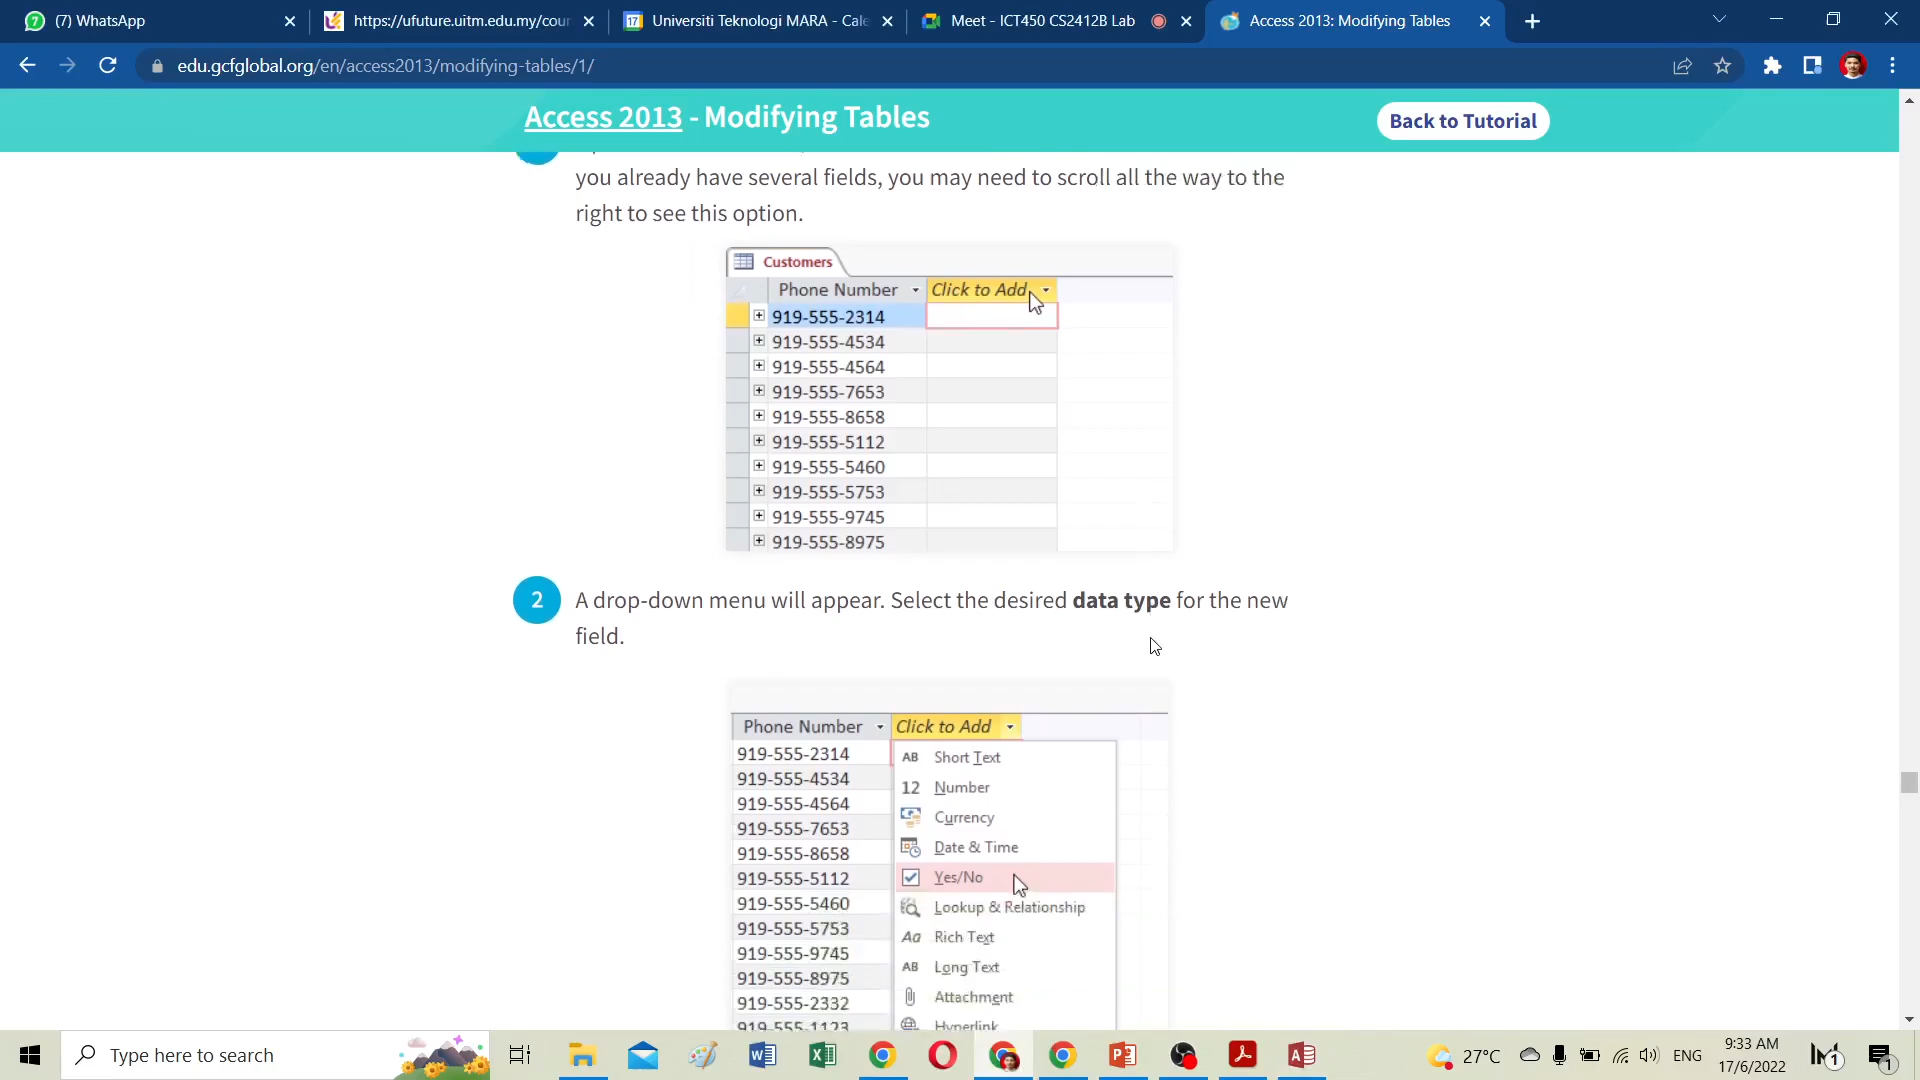 (7) WhatsApp
https://ufuture.uitm.edu.my/cour
Universiti Teknologi MARA - Cale
Meet - ICT450 CS2412B Lab
Access 2013: Modifying Tables
edu.gcfglobal.org/en/access2013/modifying-tables/1/
Access 2013 - Modifying Tables
Back to Tutorial
you already have several fields, you may need to scroll all the way to the
right to see this option.
Customers
Phone Number Click to Add
919-555-2314
919-555-4534
919-555-4564
919-555-7653
919-555-8658
919-555-5112
919-555-5460
919-555-5753
919-555-9745
919-555-8975
2 A drop-down menu will appear. Select the desired data type for the new
field.
Phone Number Click to Add
919-555-2314
919-555-4534
919-555-4564
919-555-7653
919-555-8658
919-555-5112
919-555-5460
919-555-5753
919-555-9745
919-555-8975
919-555-2332
919-555-1123
AB Short Text
12 Number
Currency
Date & Time
Yes/No
Lookup & Relationship
Aa Rich Text
AB Long Text
Attachment
Hyperlink
Type here to search
27°C
ENG
9:33 AM
17/6/2022
1
1